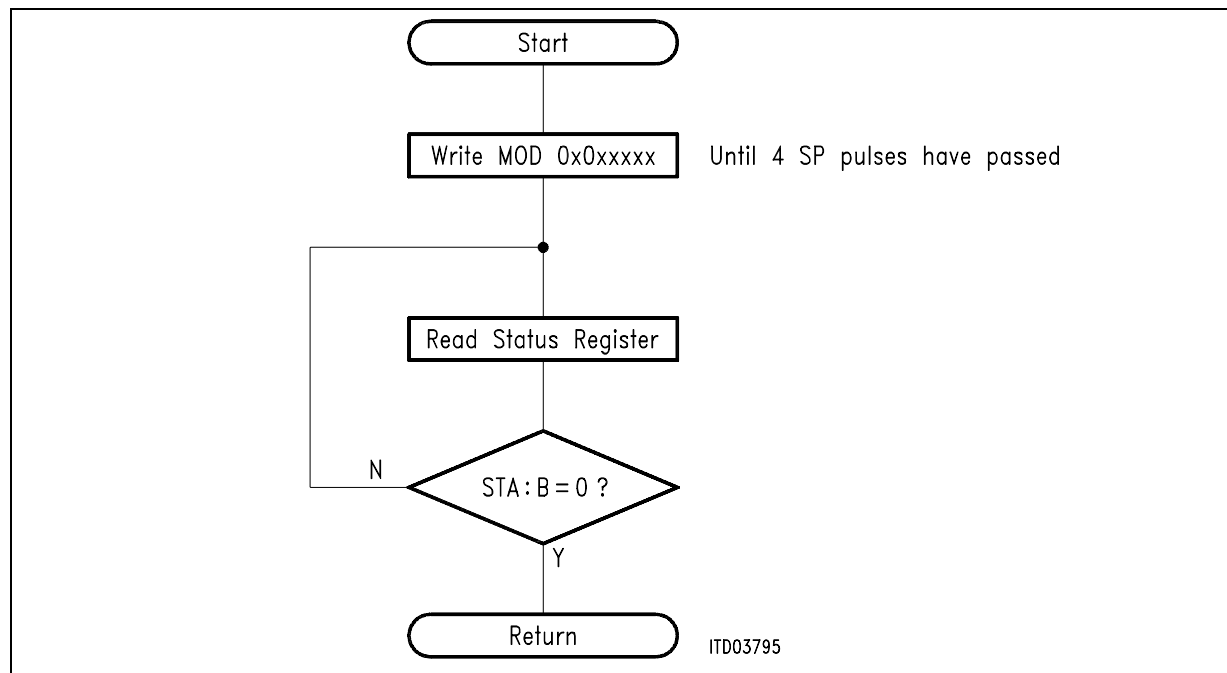 Start
Write MOD 0x0xxxxx
Until 4 SP pulses have passed
Read Status Register
N
STA:B=0 ?
Y
Return
ITD03795